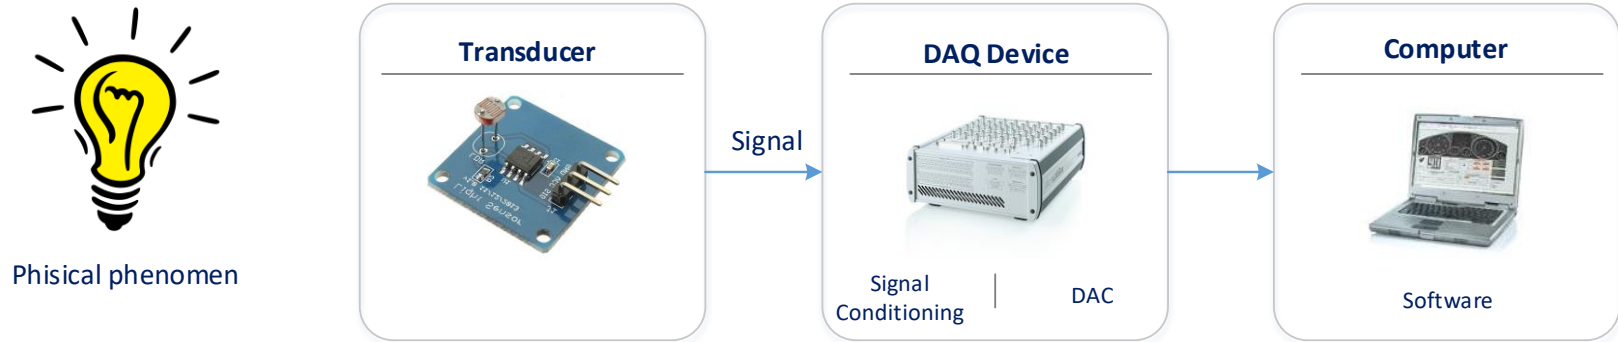 Transducer
DAQ Device
Computer
Signal
Phisical phenomen
Signal
Conditioning
DAC
Software